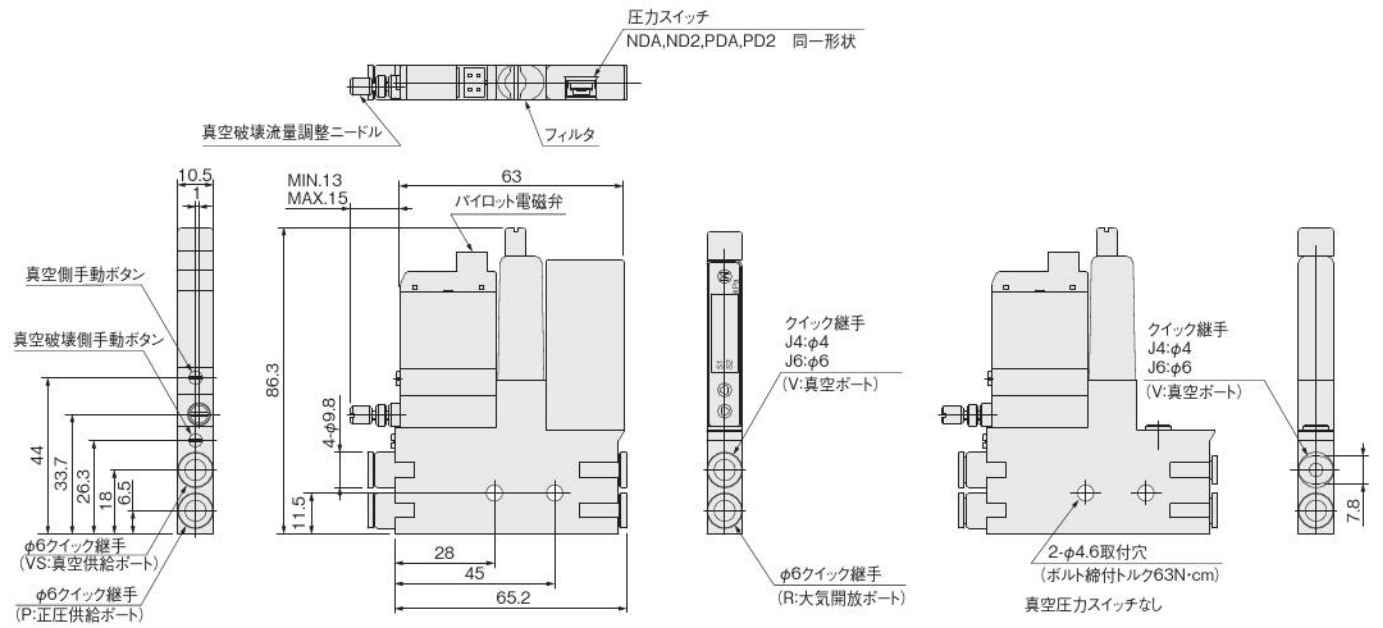 圧力スイッチ
NDA,ND2,PDA,PD2 同一形状
真空破壊流量調整ニードル
フィルタ
10.5
1
MIN.13
MAX.15
63
パイロット電磁弁
真空側手動ボタン
真空破壊側手動ボタン
44
33.7
26.3
18
6.5
φ6クイック継手
(VS:真空供給ポート)
φ6クイック継手
(P:正圧供給ポート)
86.3
4-φ9.8
11.5
28
45
65.2
S1
S2
クイック継手
J4:φ4
J6:φ6
(V:真空ポート)
φ6クイック継手
(R:大気開放ポート)
クイック継手
J4:φ4
J6:φ6
(V:真空ポート)
7.8
2-φ4.6取付穴
(ボルト締付トルク63N・cm)
真空圧力スイッチなし